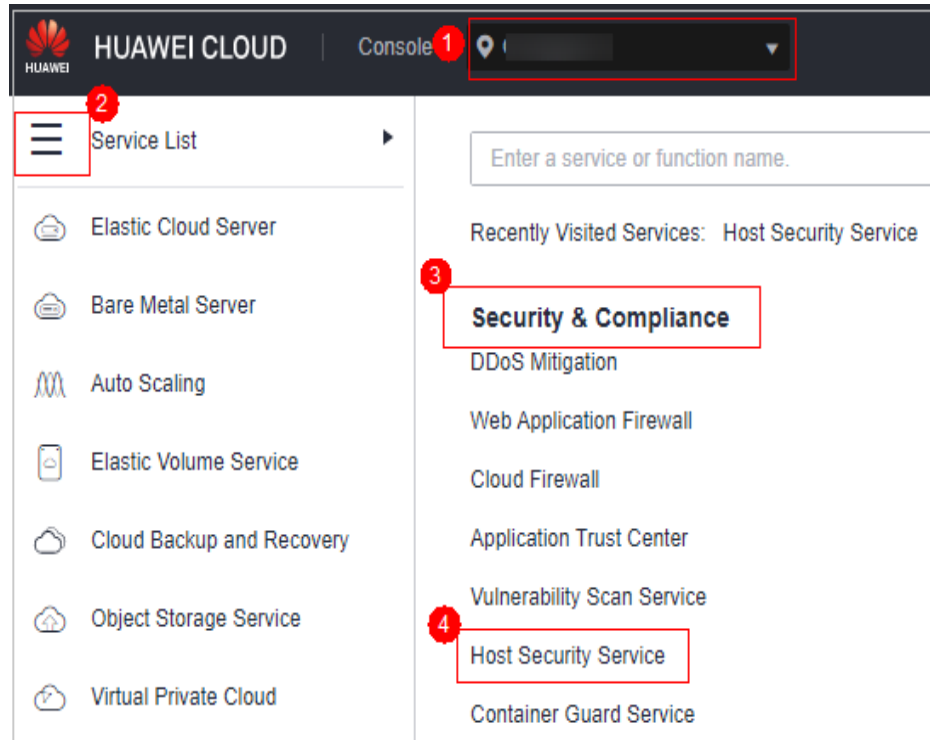 HUAWEI
HUAWEI CLOUD
Console
1
2
Service List
Elastic Cloud Server
Bare Metal Server
Auto Scaling
Elastic Volume Service
Cloud Backup and Recovery
Object Storage Service
Virtual Private Cloud
Enter a service or function name.
Recently Visited Services: Host Security Service
3
Security & Compliance
DDoS Mitigation
Web Application Firewall
Cloud Firewall
Application Trust Center
Vulnerability Scan Service
4
Host Security Service
Container Guard Service